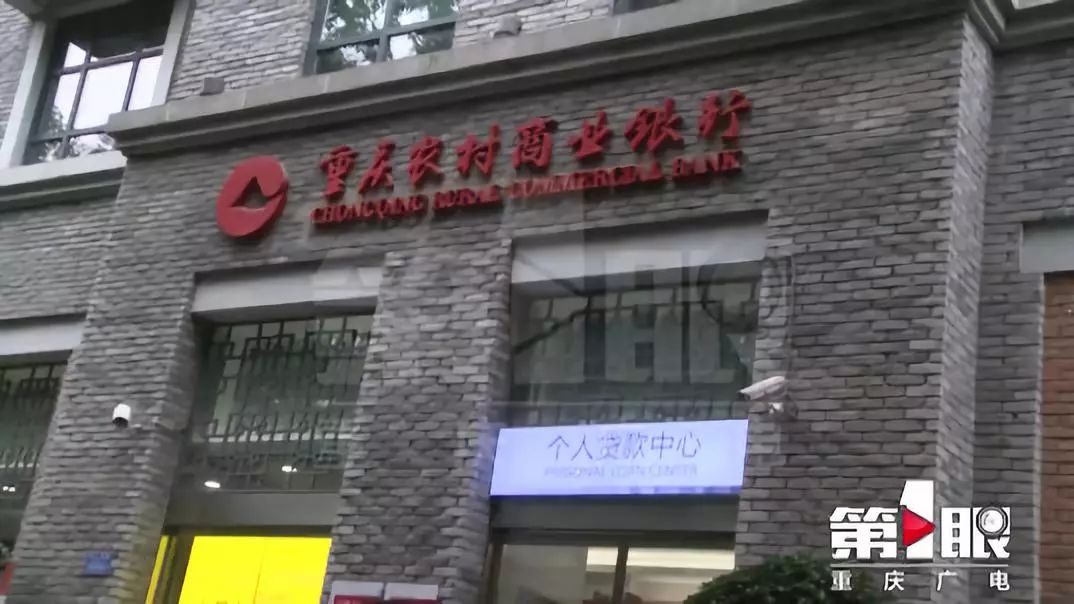 重庆农村商业银行
CHONGQING RURAL COMMERCIAL BANK
个人贷款中心
PERSONAL LOAN CENTER
第1眼
重庆广电